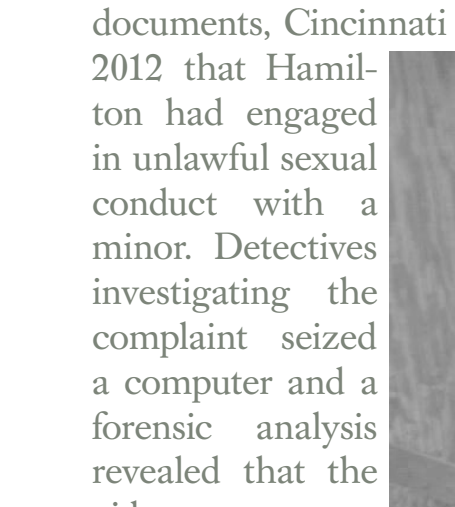 documents, Cincinnati
2012 that Hamil-
ton had engaged
in unlawful sexual
conduct with a
minor. Detectives
investigating the
complaint seized
a computer and a
forensic analysis
revealed that the